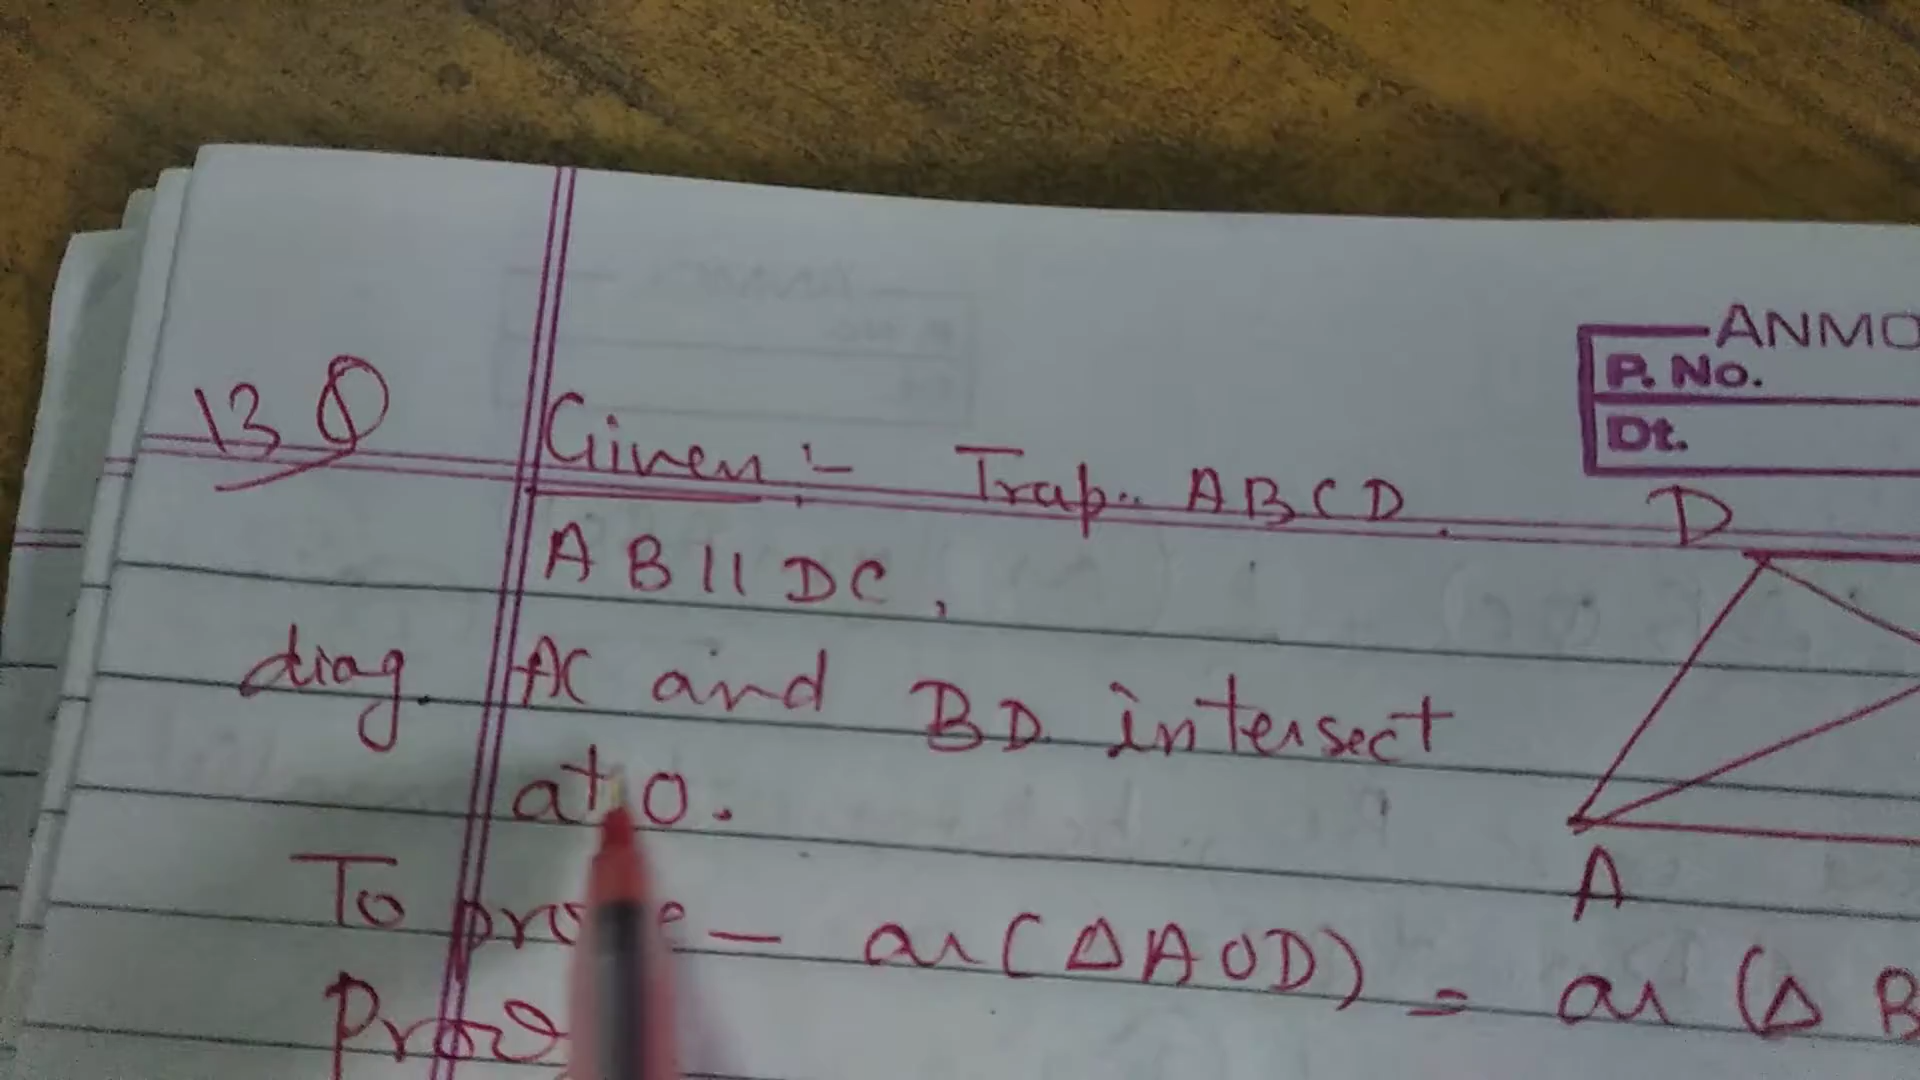 ANMO
P. No.
Dt.
13 Q Given :- Trap. ABCD.
AB || DC,
diag. AC and BD intersect
at O.
To prove - ar (△AOD) = ar (△ B
D
A